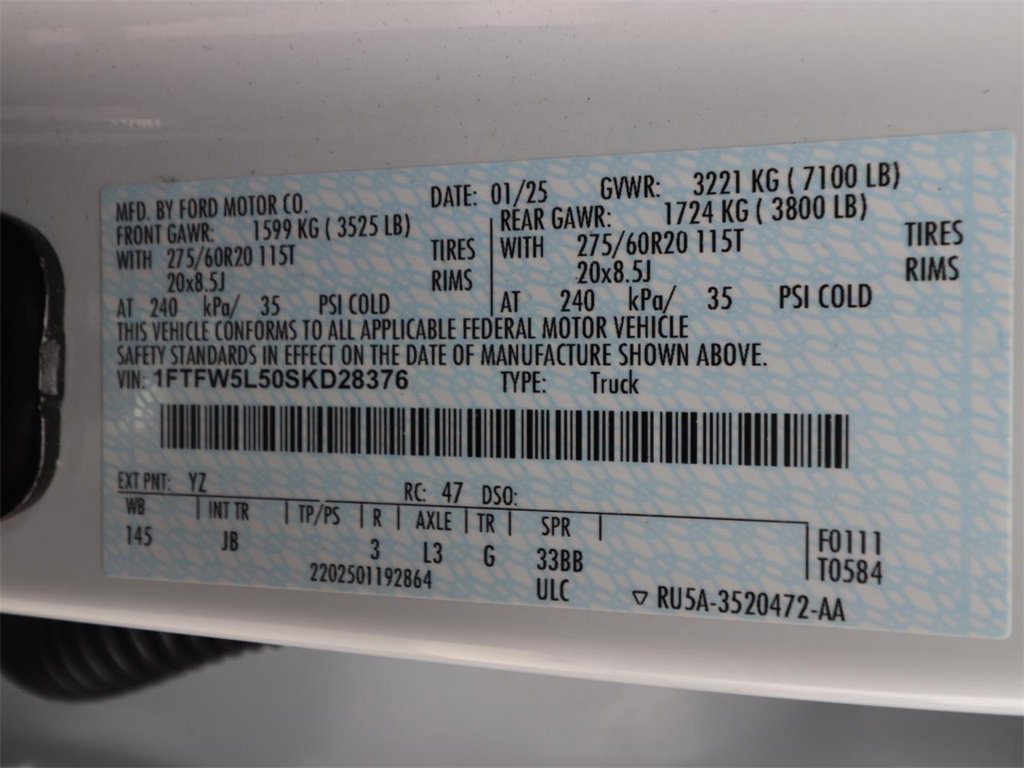 MFD. BY FORD MOTOR CO. DATE: 01/25 GVWR: 3221 KG ( 7100 LB)
FRONT GAWR: 1599 KG ( 3525 LB) REAR GAWR: 1724 KG ( 3800 LB)
WITH 275/60R20 115T TIRES WITH 275/60R20 115T TIRES
20x8.5J RIMS 20x8.5J RIMS
AT 240 kPa/ 35 PSI COLD AT 240 kPa/ 35 PSI COLD
THIS VEHICLE CONFORMS TO ALL APPLICABLE FEDERAL MOTOR VEHICLE
SAFETY STANDARDS IN EFFECT ON THE DATE OF MANUFACTURE SHOWN ABOVE.
VIN: 1FTFW5L50SKD28376 TYPE: Truck
EXT PNT: YZ RC: 47 DSO:
WB INT TR TP/PS R AXLE TR SPR F0111
145 JB 3 L3 G 33BB T0584
2202501192864 ULC ▽ RU5A-3520472-AA